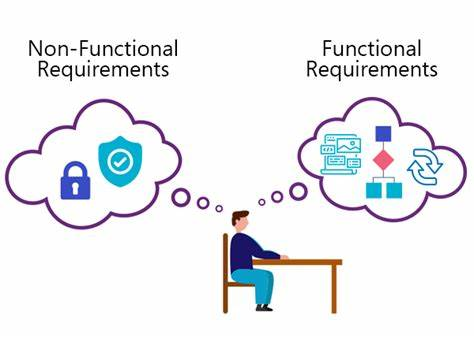 Non-Functional
Requirements
Functional
Requirements